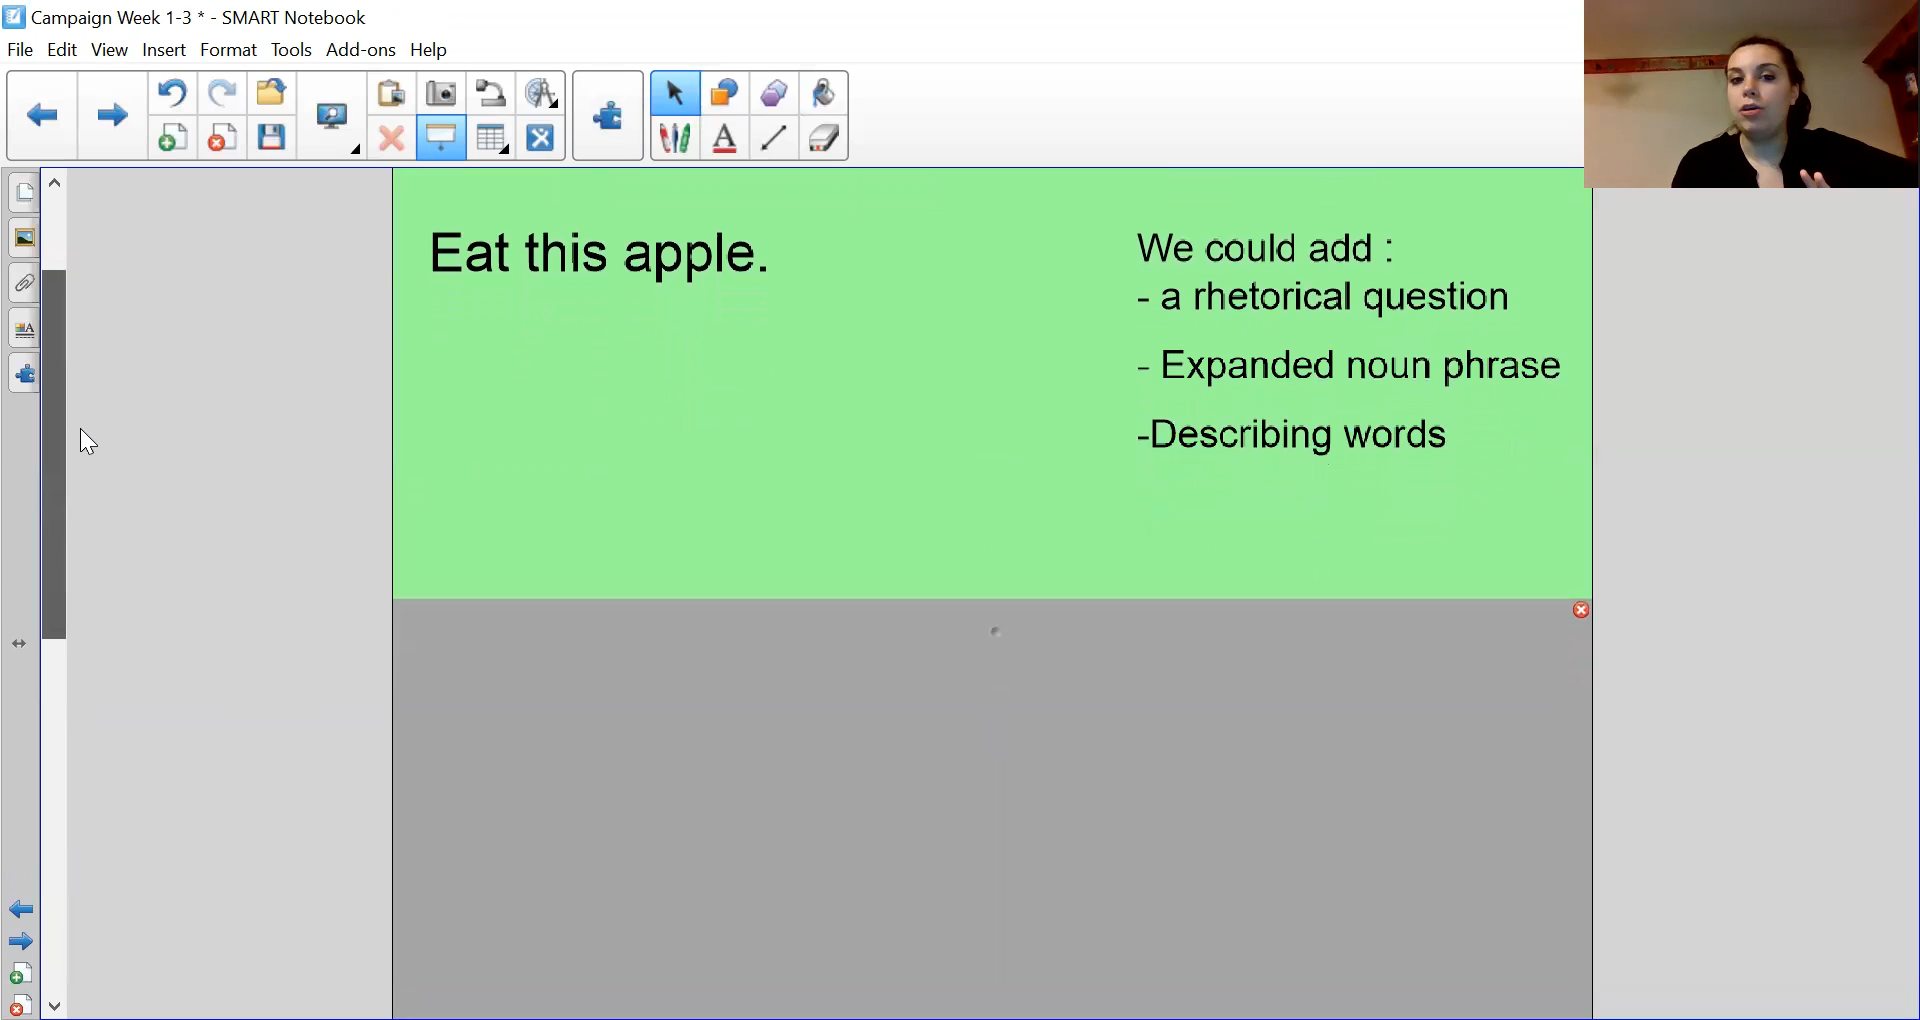 Campaign Week 1-3 * - SMART Notebook
File Edit View Insert Format Tools Add-ons Help
Eat this apple.
We could add :
- a rhetorical question
- Expanded noun phrase
-Describing words